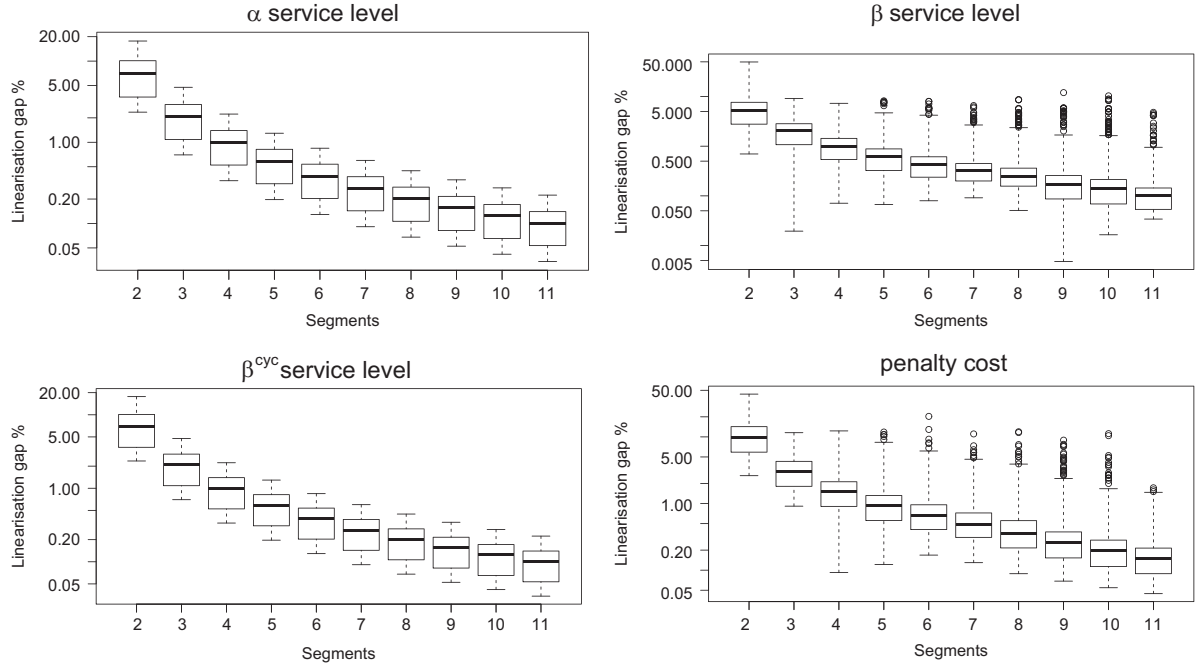 α service level
Linearisation gap %
20.00
5.00
1.00
0.20
0.05
2 3 4 5 6 7 8 9 10 11
Segments
β service level
Linearisation gap %
50.000
5.000
0.500
0.050
0.005
2 3 4 5 6 7 8 9 10 11
Segments
β^cyc service level
Linearisation gap %
20.00
5.00
1.00
0.20
0.05
2 3 4 5 6 7 8 9 10 11
Segments
penalty cost
Linearisation gap %
50.00
5.00
1.00
0.20
0.05
2 3 4 5 6 7 8 9 10 11
Segments